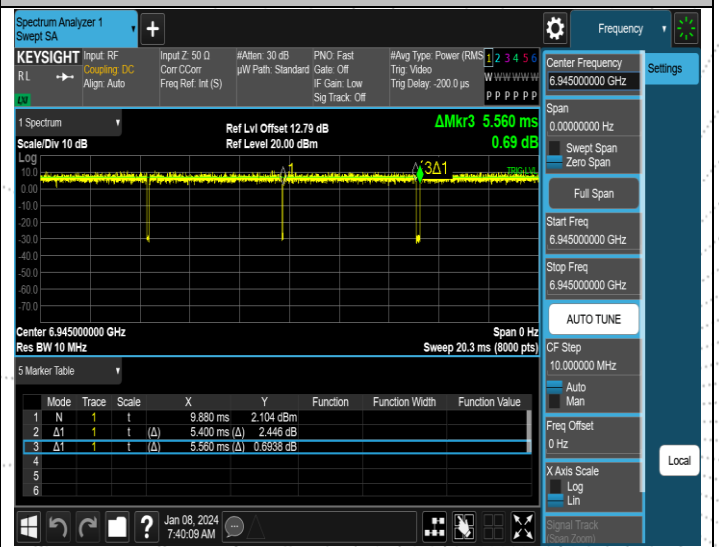 Spectrum Analyzer 1
Swept SA
+
Frequency
KEYSIGHT
RL
LXI
Input: RF
Coupling: DC
Align: Auto
Input Z: 50 Ω
Corr CCorr
Freq Ref: Int (S)
#Atten: 30 dB
µW Path: Standard
PNO: Fast
Gate: Off
IF Gain: Low
Sig Track: Off
#Avg Type: Power (RMS
Trig: Video
Trig Delay: -200.0 µs
1 2 3 4 5 6
W W W W W W
P P P P P P
1 Spectrum
Scale/Div 10 dB
Ref Lvl Offset 12.79 dB
Ref Level 20.00 dBm
ΔMkr3 5.560 ms
0.69 dB
Log
10.0
0.00
-10.0
-20.0
-30.0
-40.0
-50.0
-60.0
-70.0
1
3Δ1
TRIG LVL
Center 6.945000000 GHz
Res BW 10 MHz
Span 0 Hz
Sweep 20.3 ms (8000 pts)
5 Marker Table
Mode Trace Scale X Y Function Function Width Function Value
1 N 1 t 9.880 ms 2.104 dBm
2 Δ1 1 t (Δ) 5.400 ms (Δ) 2.446 dB
3 Δ1 1 t (Δ) 5.560 ms (Δ) 0.6938 dB
4
5
6
?
Jan 08, 2024
7:40:09 AM
Center Frequency
6.945000000 GHz
Span
0.00000000 Hz
Swept Span
Zero Span
Full Span
Start Freq
6.945000000 GHz
Stop Freq
6.945000000 GHz
AUTO TUNE
CF Step
10.000000 MHz
Auto
Man
Freq Offset
0 Hz
X Axis Scale
Log
Lin
Signal Track
(Span Zoom)
Settings
Local